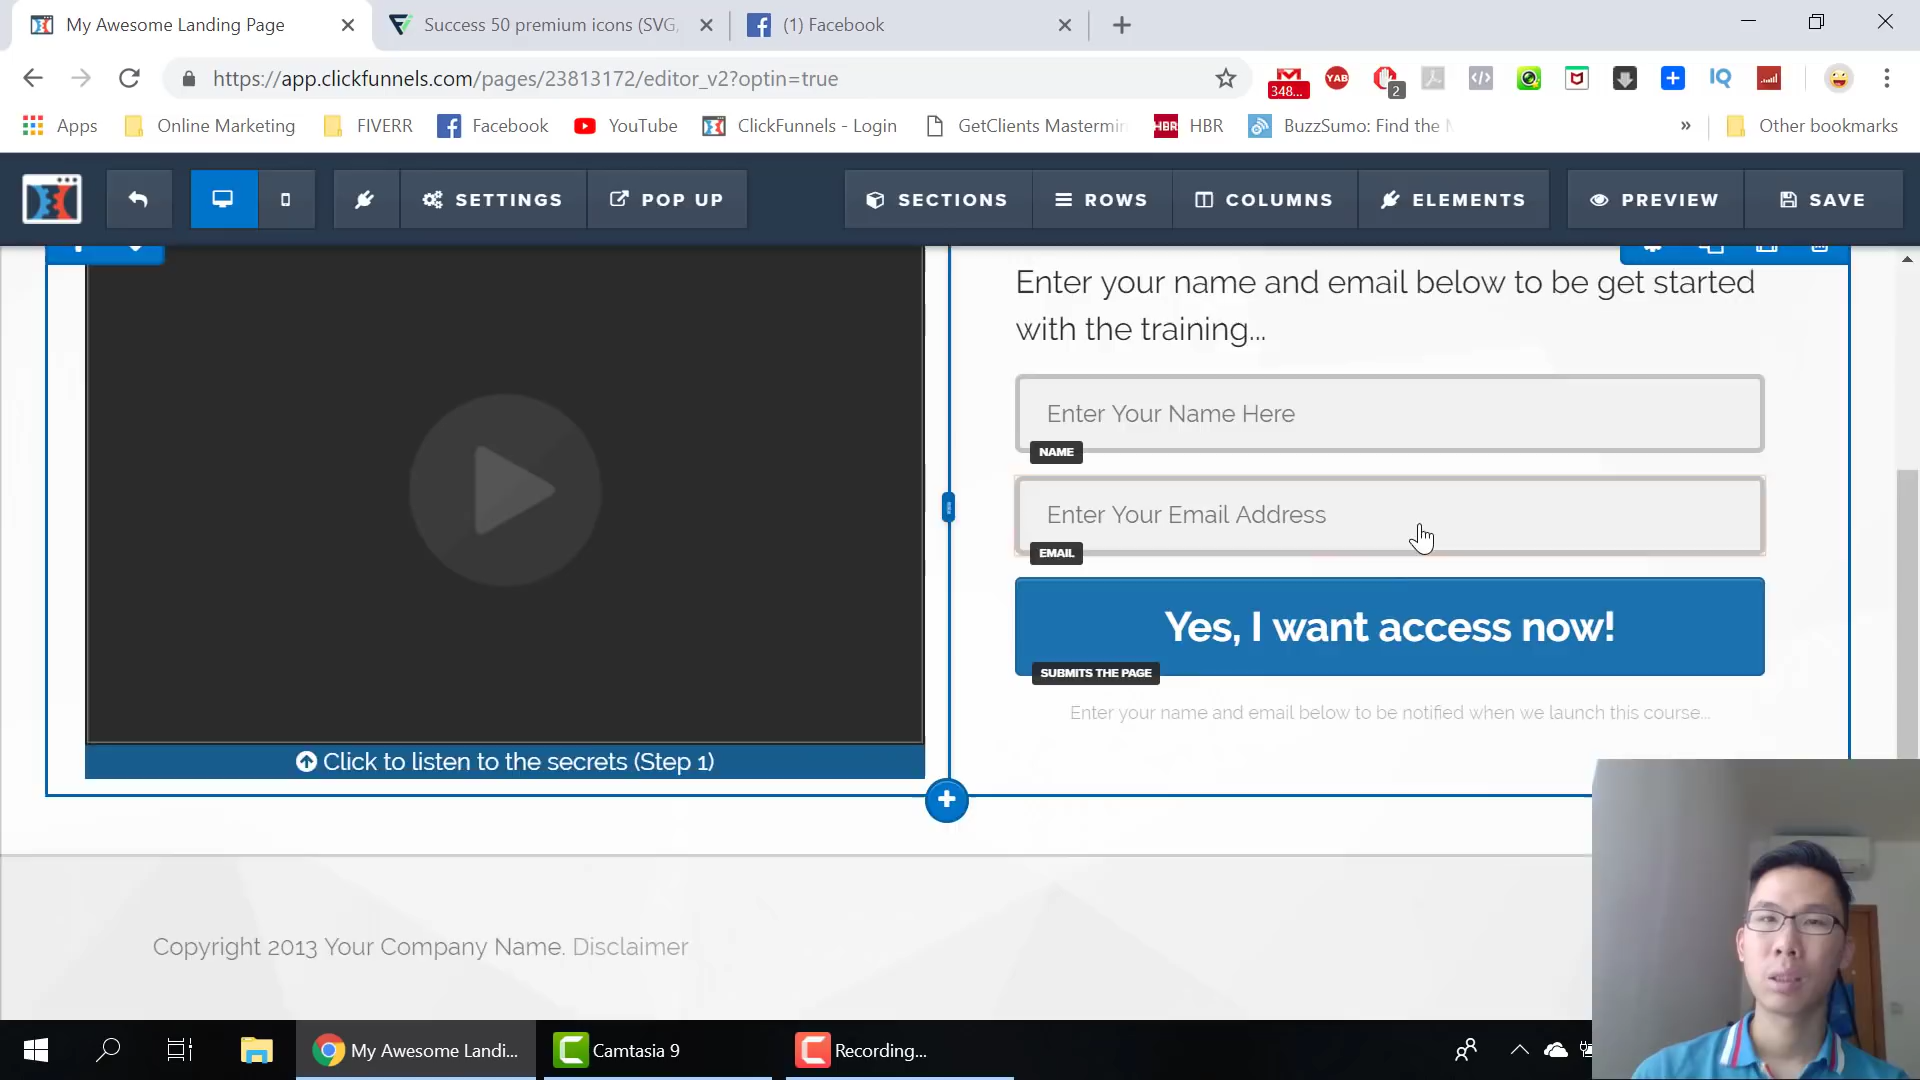 My Awesome Landing Page
Success 50 premium icons (SVG,
(1) Facebook
https://app.clickfunnels.com/pages/23813172/editor_v2?optin=true
348...
YAB
2
IQ
Apps
Online Marketing
FIVERR
Facebook
YouTube
ClickFunnels - Login
GetClients Mastermin
HBR
HBR
BuzzSumo: Find the M
»
Other bookmarks
SETTINGS
POP UP
SECTIONS
ROWS
COLUMNS
ELEMENTS
PREVIEW
SAVE
Enter your name and email below to be get started
with the training...
Enter Your Name Here
NAME
Enter Your Email Address
EMAIL
Yes, I want access now!
SUBMITS THE PAGE
Enter your name and email below to be notified when we launch this course...
Click to listen to the secrets (Step 1)
Copyright 2013 Your Company Name. Disclaimer
My Awesome Landi...
Camtasia 9
Recording...